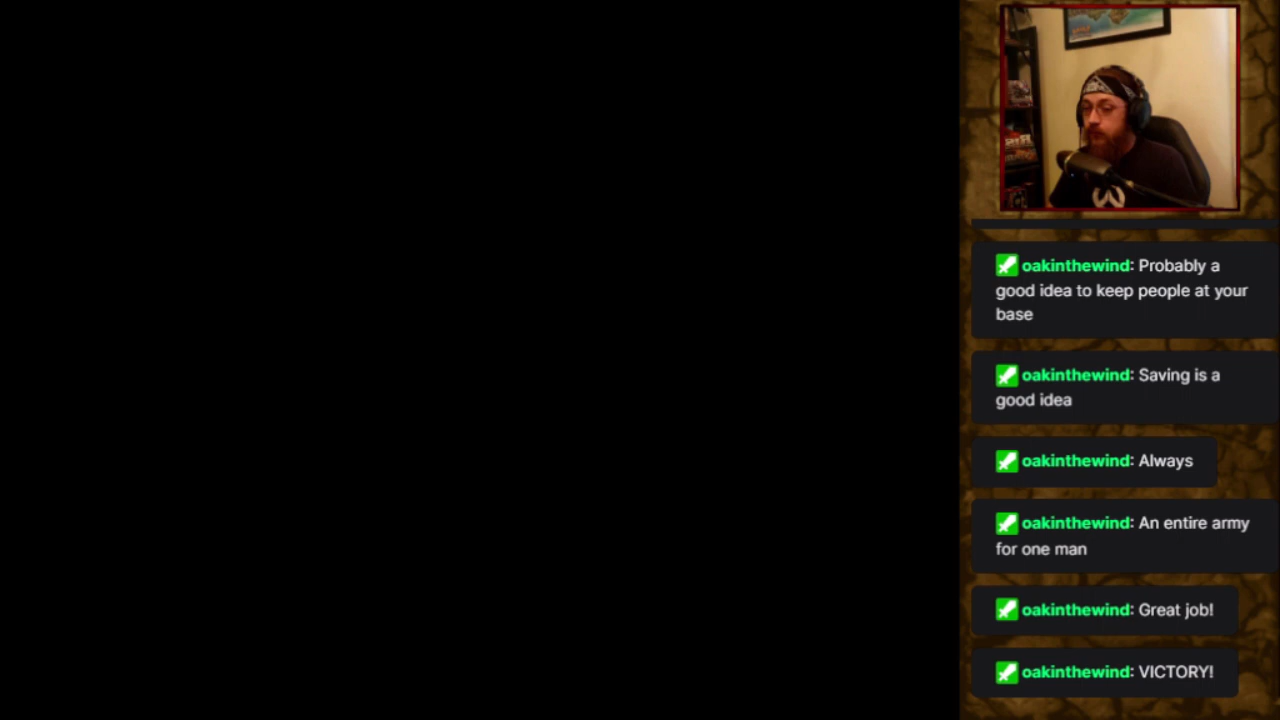 oakinthewind: Probably a
good idea to keep people at your
base
oakinthewind: Saving is a
good idea
oakinthewind: Always
oakinthewind: An entire army
for one man
oakinthewind: Great job!
oakinthewind: VICTORY!